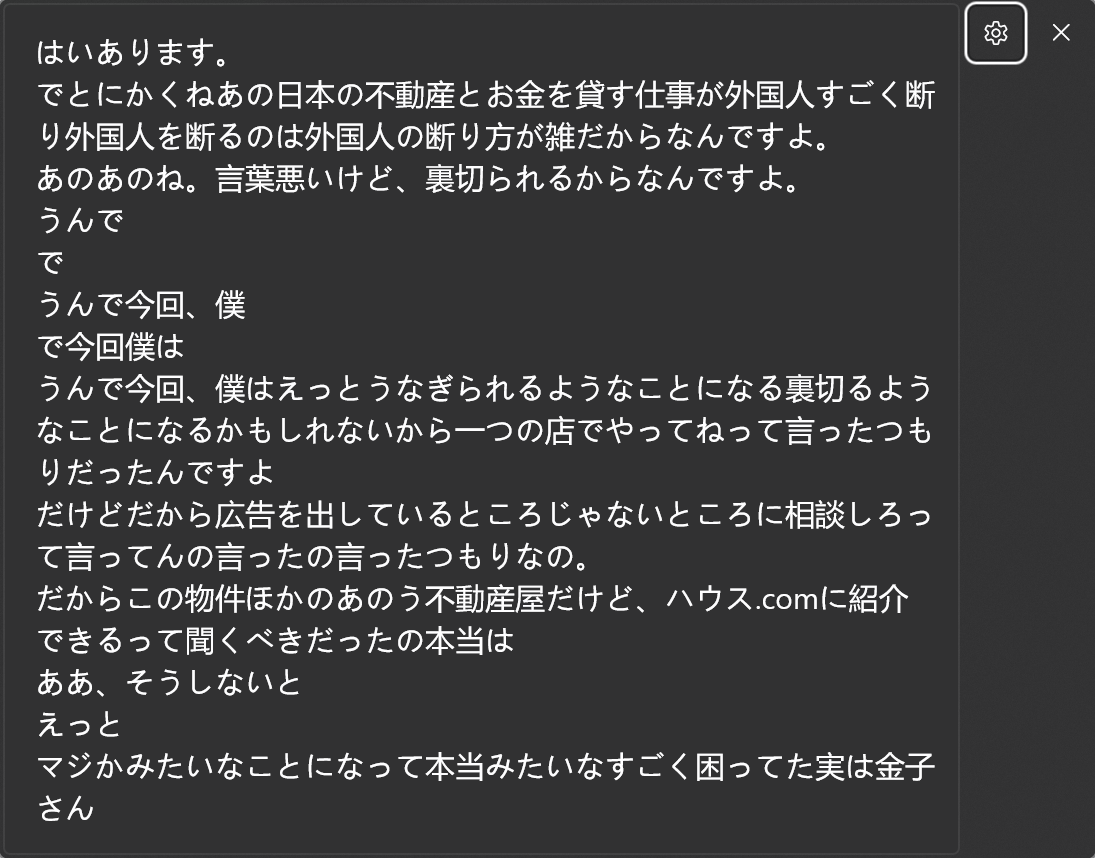 はいあります。
でとにかくねあの日本の不動産とお金を貸す仕事が外国人すごく断
り外国人を断るのは外国人の断り方が雑だからなんですよ。
あのあのね。言葉悪いけど、裏切られるからなんですよ。
うんで
で
うんで今回、僕
で今回僕は
うんで今回、僕はえっとうなぎられるようなことになる裏切るよう
なことになるかもしれないから一つの店でやってねって言ったつも
りだったんですよ
だけどだから広告を出しているところじゃないところに相談しろっ
て言ってんの言ったの言ったつもりなの。
だからこの物件ほかのあのう不動産屋だけど、ハウス.comに紹介
できるって聞くべきだったの本当は
ああ、そうしないと
えっと
マジかみたいなことになって本当みたいなすごく困ってた実は金子
さん